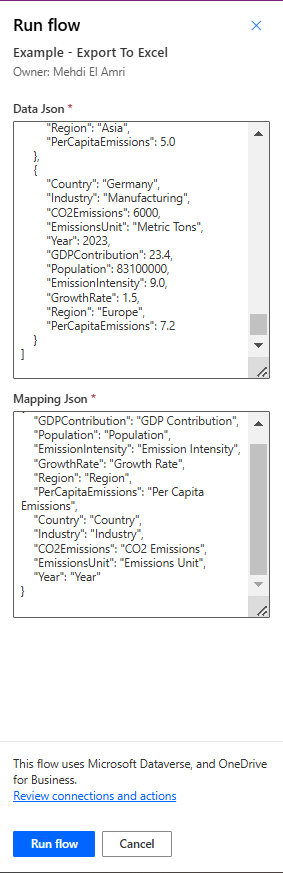 Run flow
Example - Export To Excel
Owner: Mehdi El Amri
Data Json *
"Region": "Asia",
"PerCapitaEmissions": 5.0
},
{
"Country": "Germany",
"Industry": "Manufacturing",
"CO2Emissions": 6000,
"EmissionsUnit": "Metric Tons",
"Year": 2023,
"GDPContribution": 23.4,
"Population": 83100000,
"EmissionIntensity": 9.0,
"GrowthRate": 1.5,
"Region": "Europe",
"PerCapitaEmissions": 7.2
}
]
Mapping Json *
"GDPContribution": "GDP Contribution",
"Population": "Population",
"EmissionIntensity": "Emission Intensity",
"GrowthRate": "Growth Rate",
"Region": "Region",
"PerCapitaEmissions": "Per Capita
Emissions",
"Country": "Country",
"Industry": "Industry",
"CO2Emissions": "CO2 Emissions",
"EmissionsUnit": "Emissions Unit",
"Year": "Year"
}
This flow uses Microsoft Dataverse, and OneDrive
for Business.
Review connections and actions
Run flow
Cancel